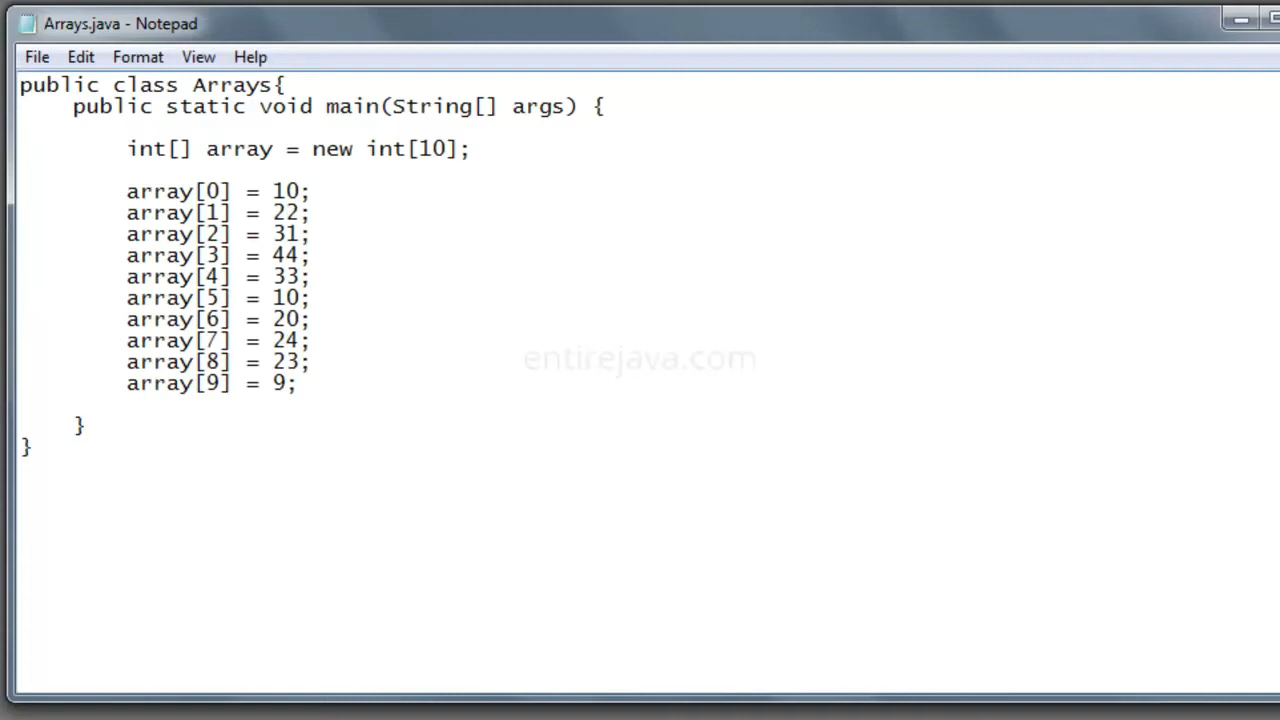 Arrays.java - Notepad
File Edit Format View Help
public class Arrays{
    public static void main(String[] args) {
        int[] array = new int[10];
        array[0] = 10;
        array[1] = 22;
        array[2] = 31;
        array[3] = 44;
        array[4] = 33;
        array[5] = 10;
        array[6] = 20;
        array[7] = 24;
        array[8] = 23;
        array[9] = 9;
    }
}
entirejava.com